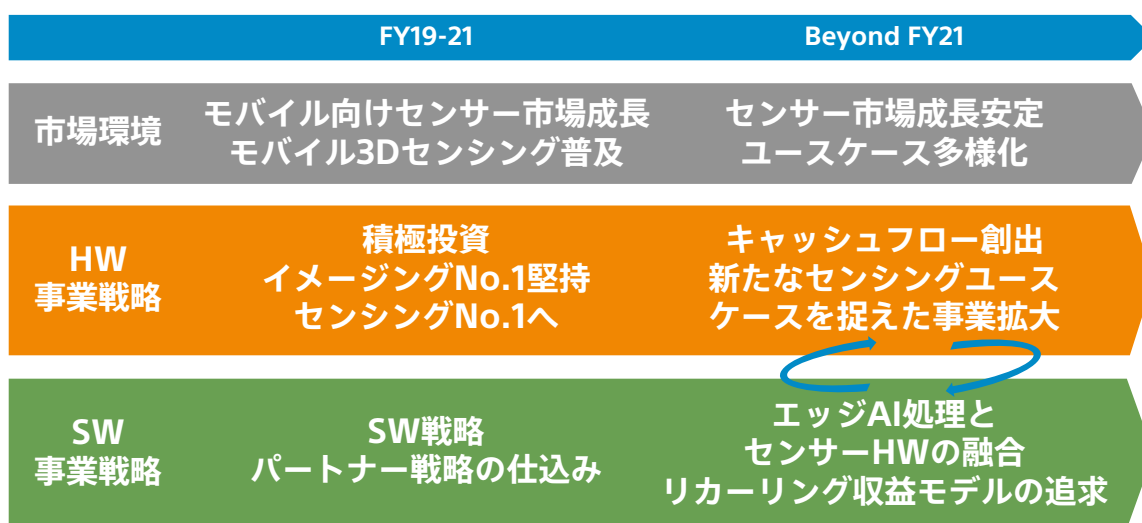 FY19-21
Beyond FY21
市場環境
モバイル向けセンサー市場成長
モバイル3Dセンシング普及
センサー市場成長安定
ユースケース多様化
HW
事業戦略
積極投資
イメージングNo.1堅持
センシングNo.1へ
キャッシュフロー創出
新たなセンシングユース
ケースを捉えた事業拡大
SW
事業戦略
SW戦略
パートナー戦略の仕込み
エッジAI処理と
センサーHWの融合
リカーリング収益モデルの追求